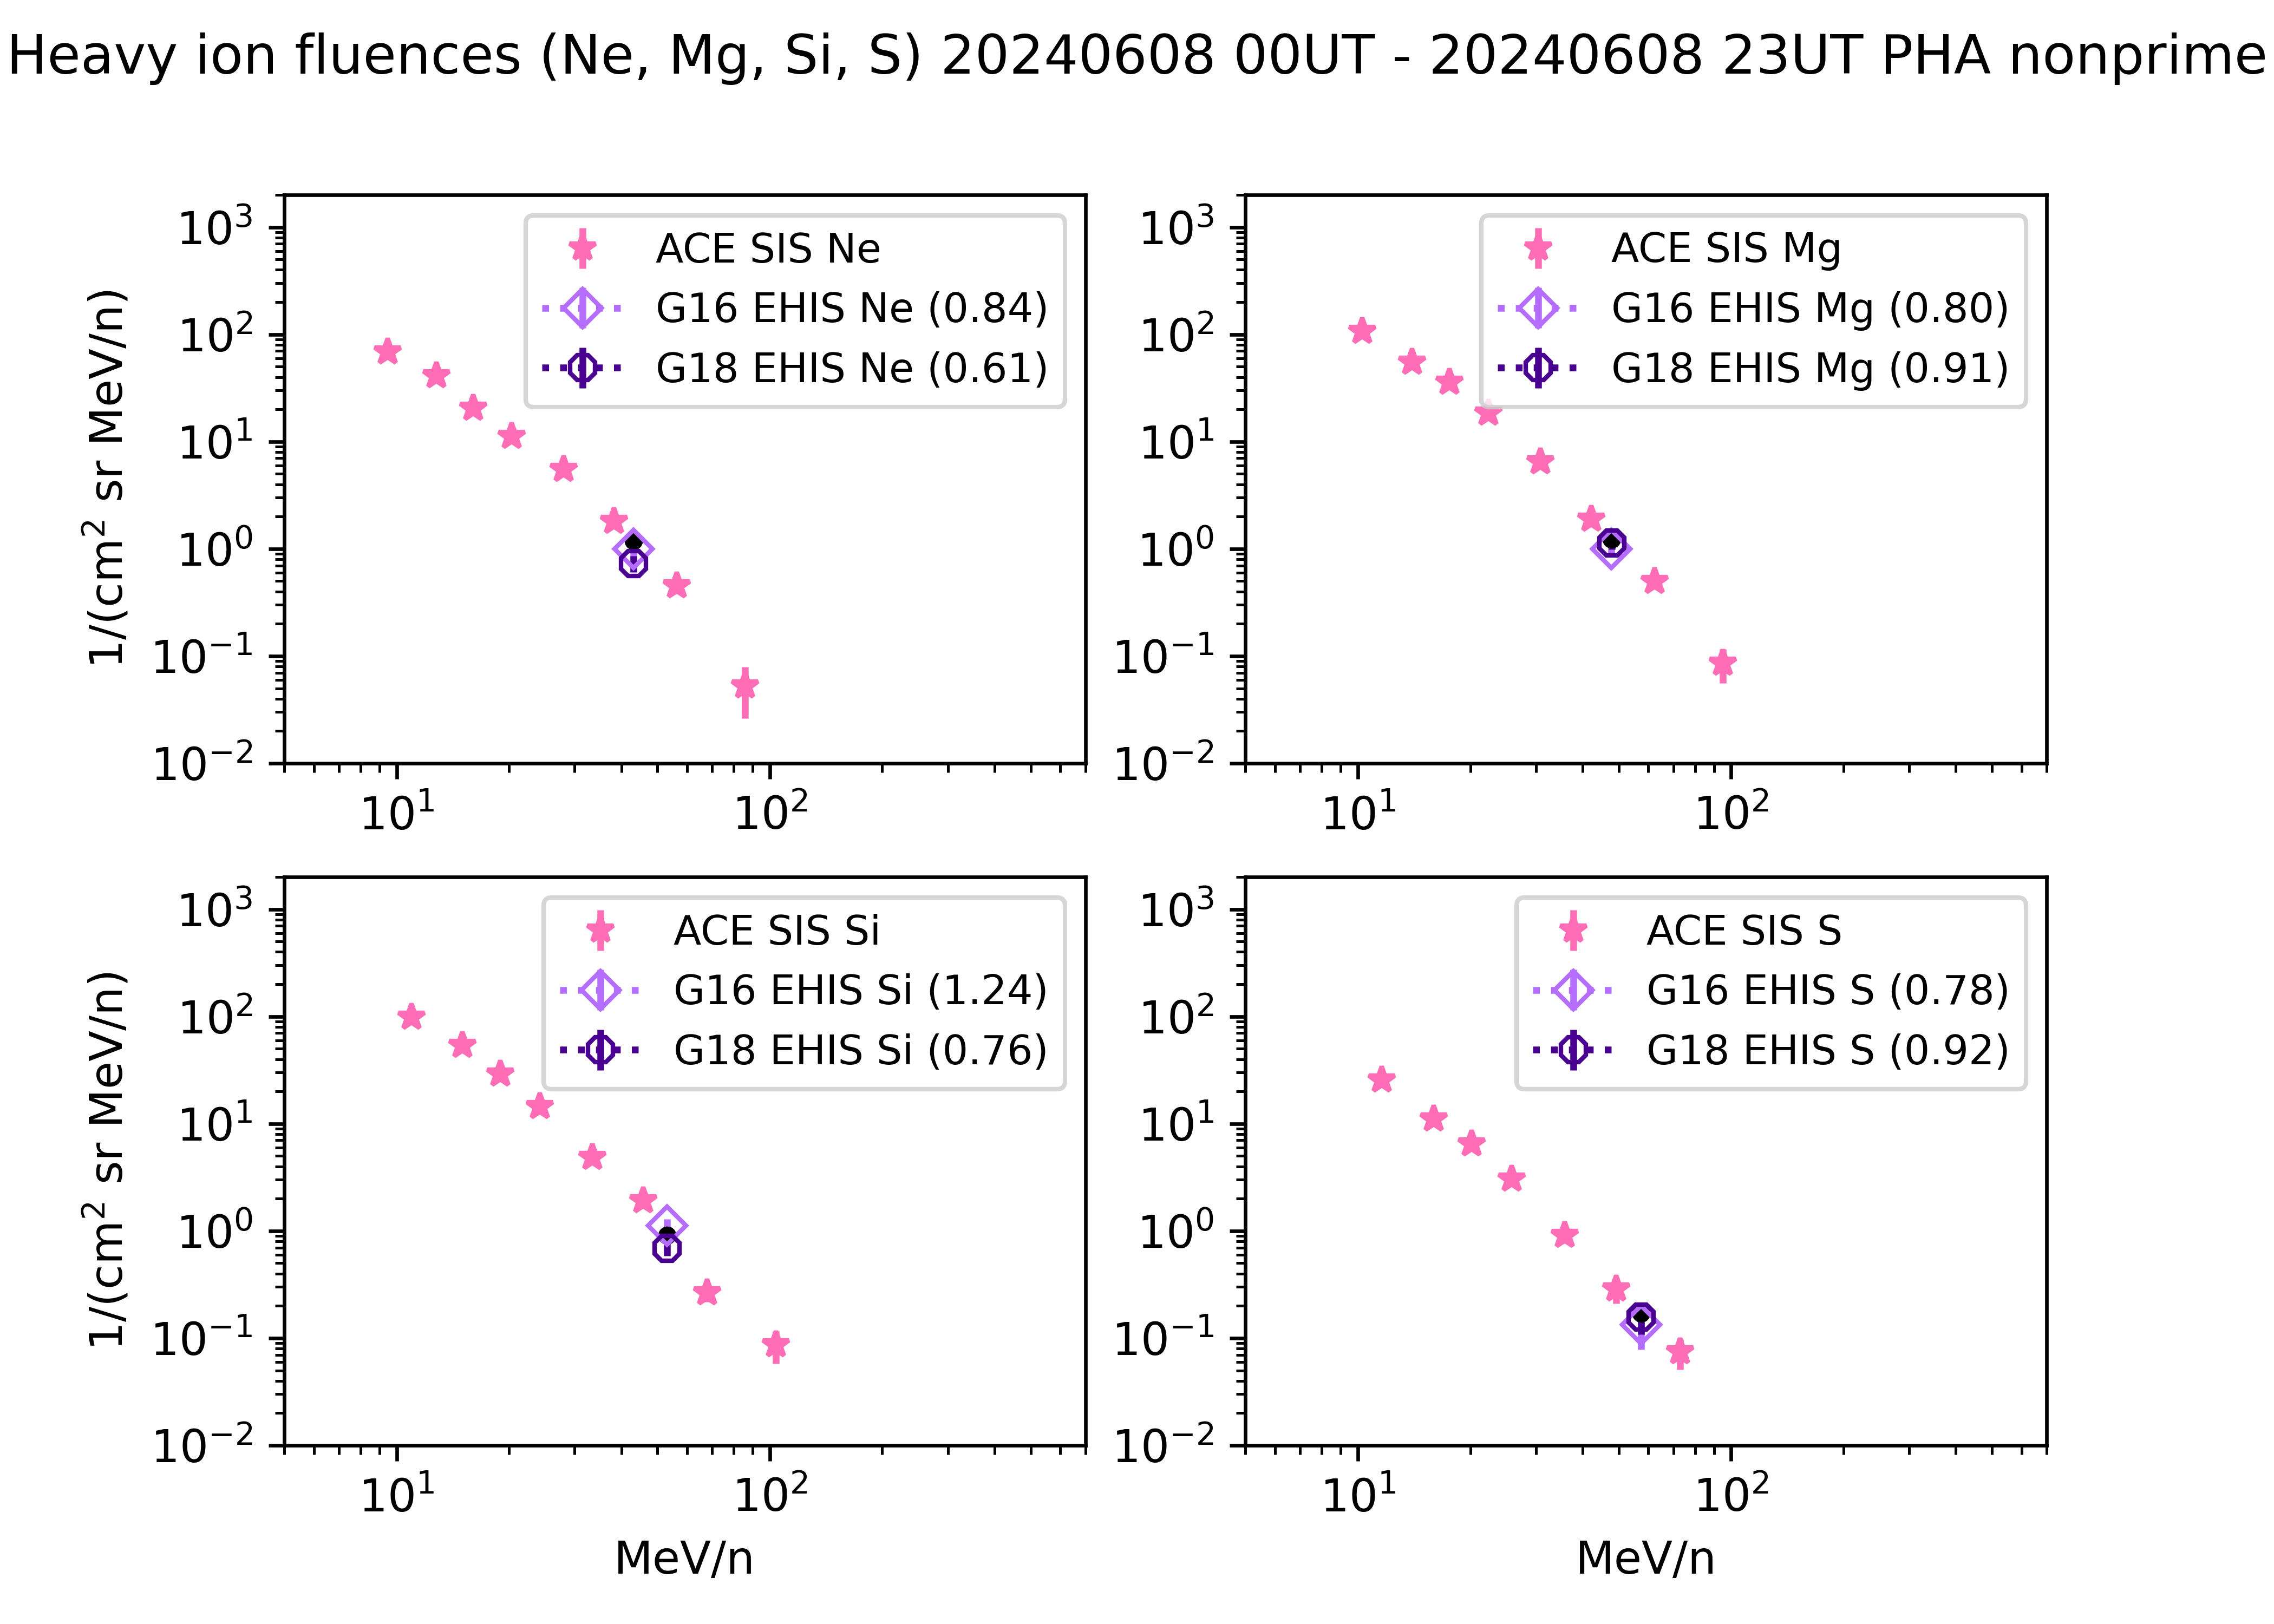 Heavy ion fluences (Ne, Mg, Si, S) 20240608 00UT - 20240608 23UT PHA nonprime
10³
10²
10¹
10⁰
10⁻¹
10⁻²
1/(cm² sr MeV/n)
ACE SIS Ne
G16 EHIS Ne (0.84)
G18 EHIS Ne (0.61)
10¹
10²
10³
10²
10¹
10⁰
10⁻¹
10⁻²
ACE SIS Mg
G16 EHIS Mg (0.80)
G18 EHIS Mg (0.91)
10¹
10²
10³
10²
10¹
10⁰
10⁻¹
10⁻²
1/(cm² sr MeV/n)
ACE SIS Si
G16 EHIS Si (1.24)
G18 EHIS Si (0.76)
10¹
10²
MeV/n
10³
10²
10¹
10⁰
10⁻¹
10⁻²
ACE SIS S
G16 EHIS S (0.78)
G18 EHIS S (0.92)
10¹
10²
MeV/n